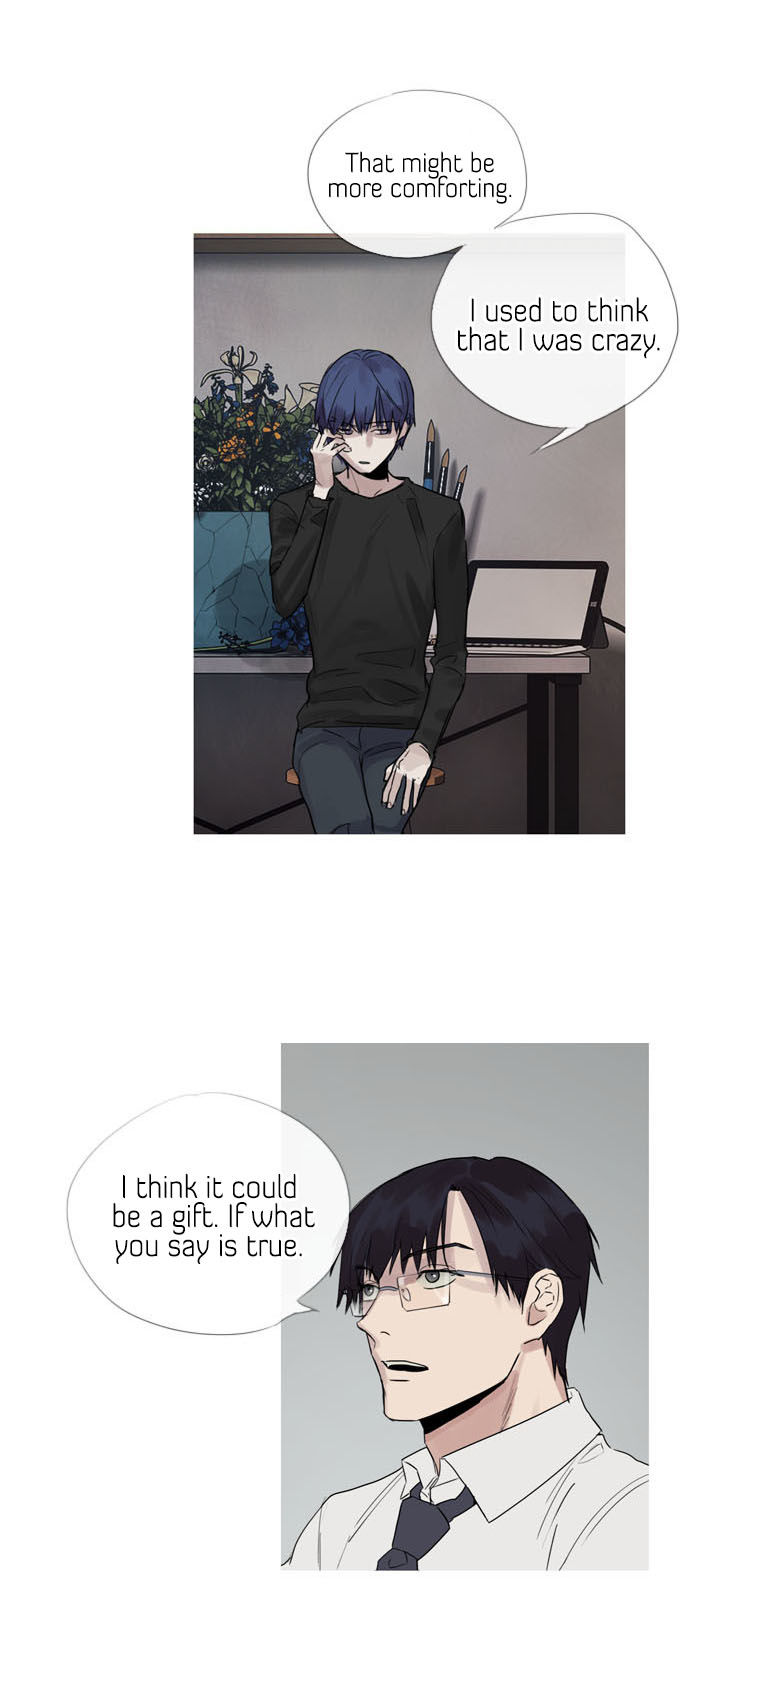 That might be
more comforting.
I used to think
that I was crazy.
I think it could
be a gift. If what
you say is true.